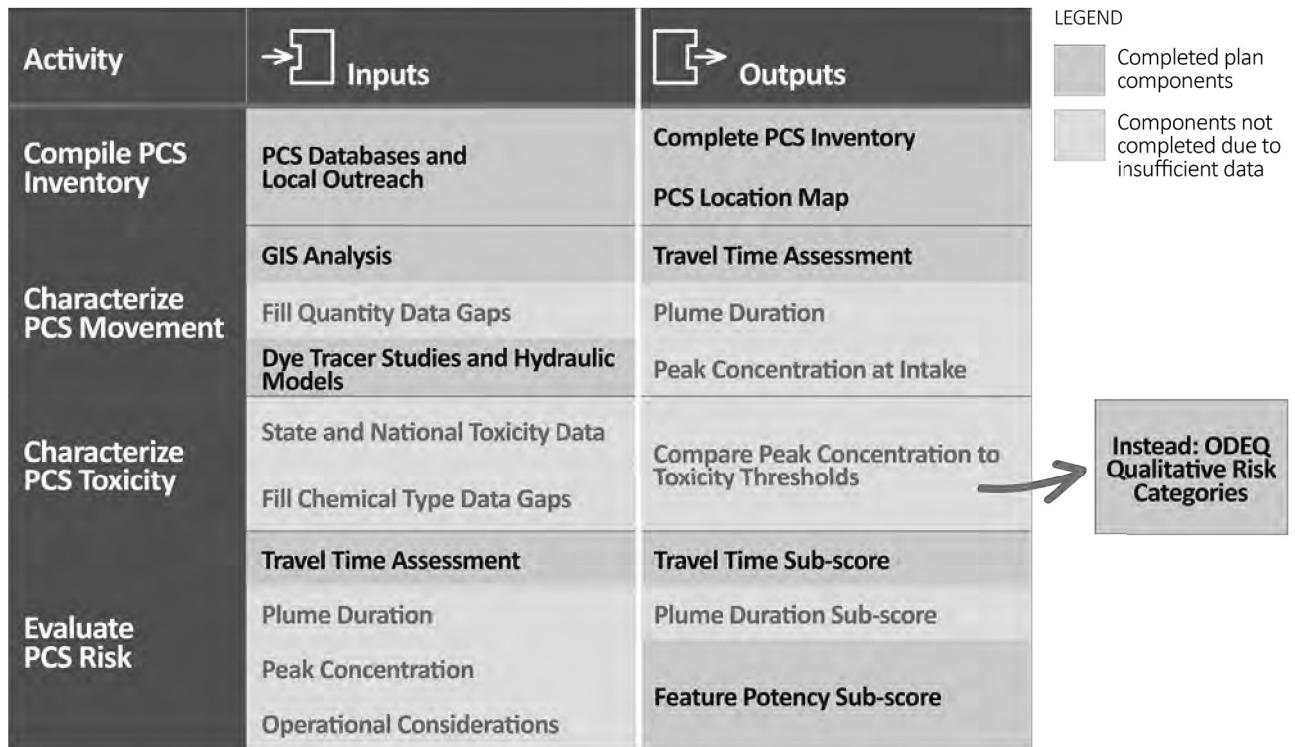 Activity
Inputs
Outputs
LEGEND
Completed plan
components
Components not
completed due to
insufficient data
Compile PCS
Inventory
PCS Databases and
Local Outreach
Complete PCS Inventory
PCS Location Map
Characterize
PCS Movement
GIS Analysis
Travel Time Assessment
Fill Quantity Data Gaps
Plume Duration
Dye Tracer Studies and Hydraulic
Models
Peak Concentration at Intake
Characterize
PCS Toxicity
State and National Toxicity Data
Fill Chemical Type Data Gaps
Compare Peak Concentration to
Toxicity Thresholds
Instead: ODEQ
Qualitative Risk
Categories
Evaluate
PCS Risk
Travel Time Assessment
Travel Time Sub-score
Plume Duration
Plume Duration Sub-score
Peak Concentration
Operational Considerations
Feature Potency Sub-score